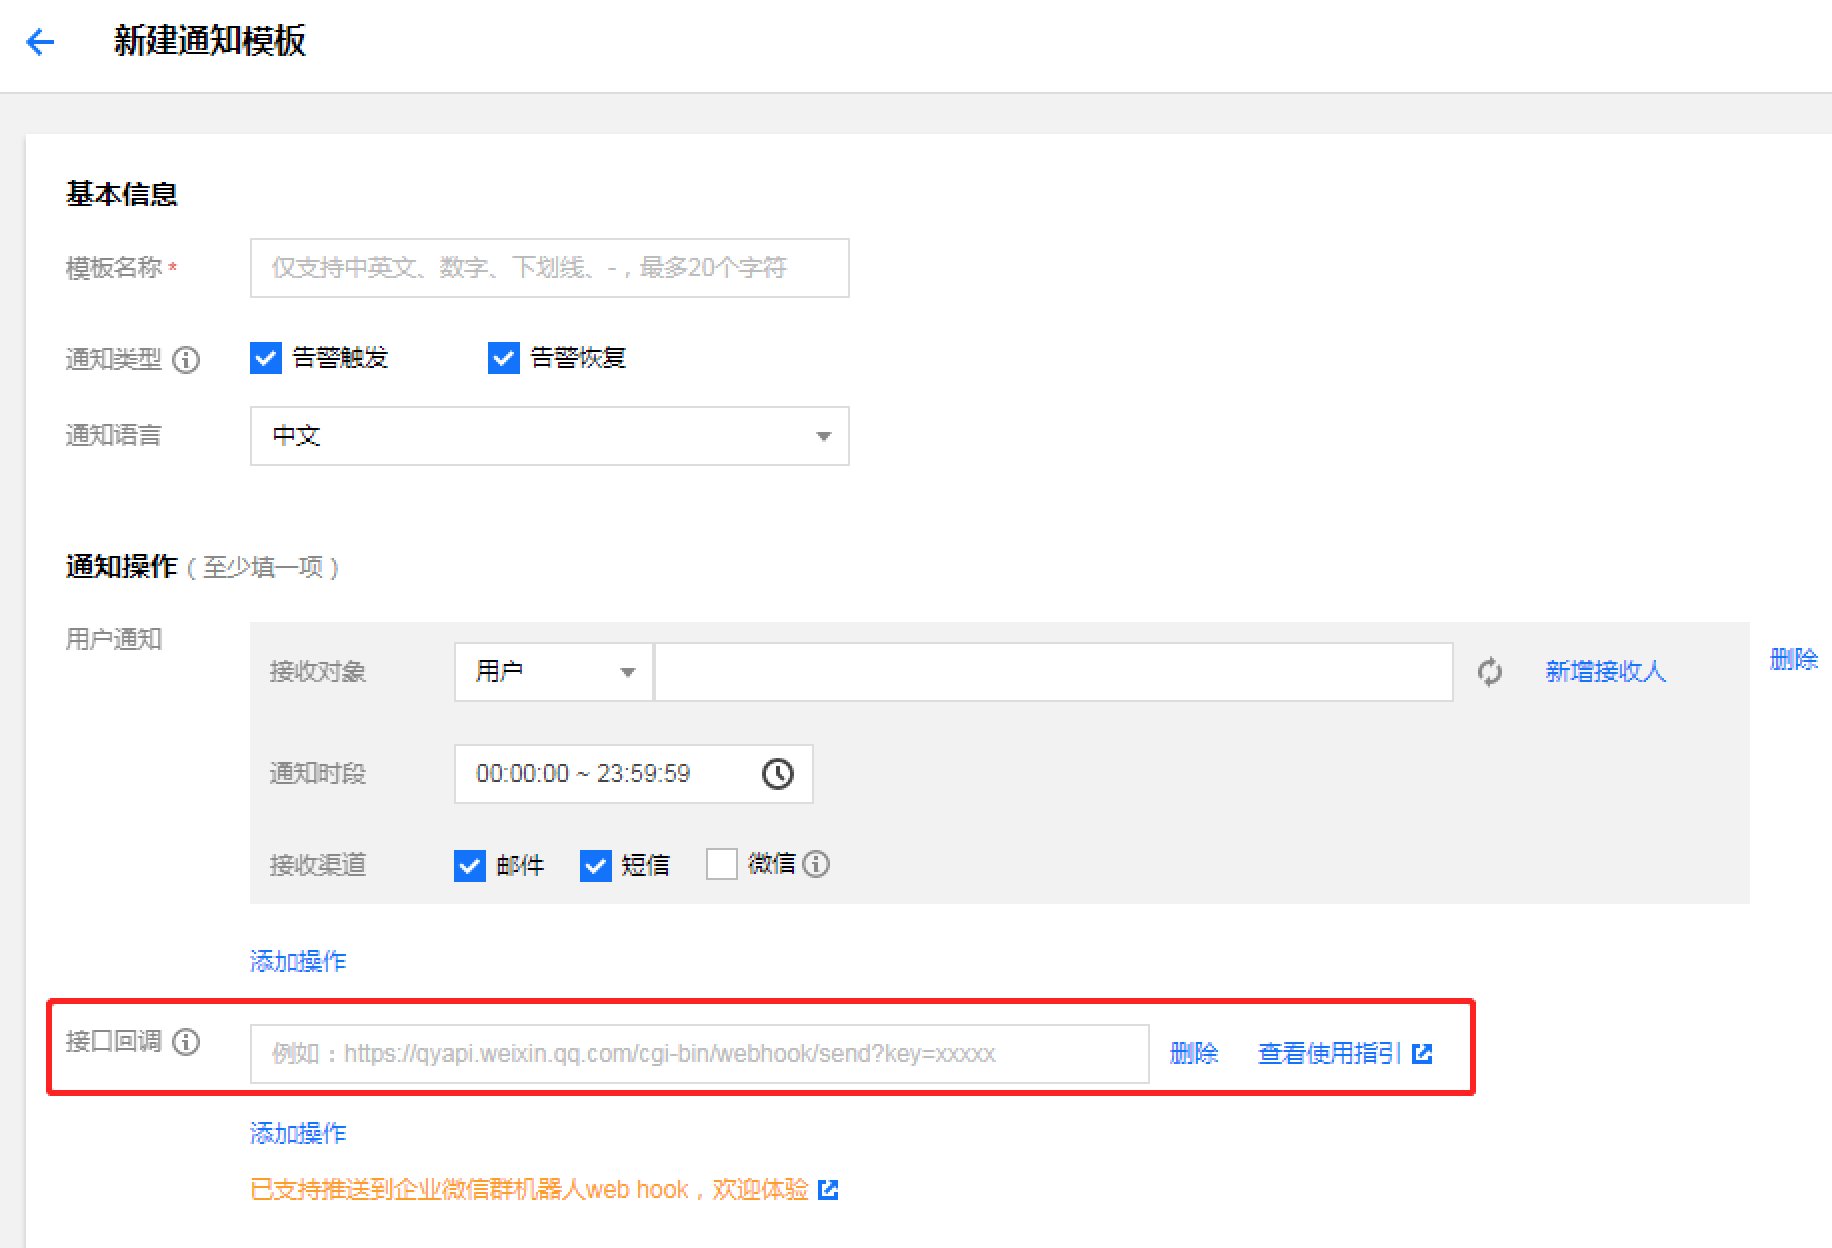 新建通知模板
基本信息
模板名称 * 仅支持中英文、数字、下划线、-，最多20个字符
通知类型 告警触发 告警恢复
通知语言 中文
通知操作（至少填一项）
用户通知
接收对象 用户 新增接收人 删除
通知时段 00:00:00 ~ 23:59:59
接收渠道 邮件 短信 微信
添加操作
接口回调 例如：https://qyapi.weixin.qq.com/cgi-bin/webhook/send?key=xxxxx 删除 查看使用指引
添加操作
已支持推送到企业微信群机器人web hook，欢迎体验